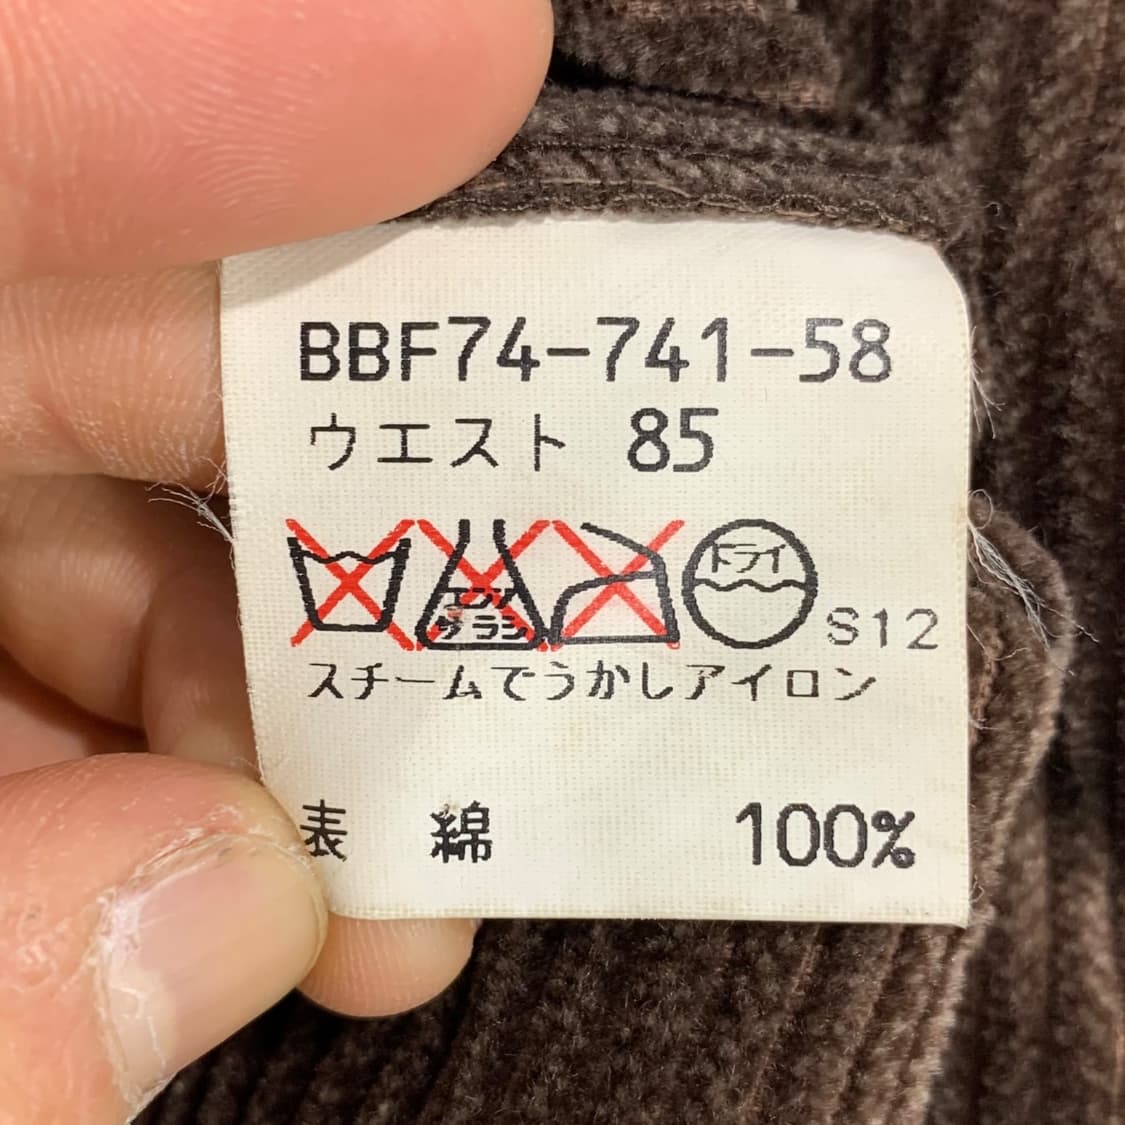 BBF74-741-58
ウエスト 85
エンソ サラシ ドライ S12
スチームでうかしアイロン
表 綿 100%